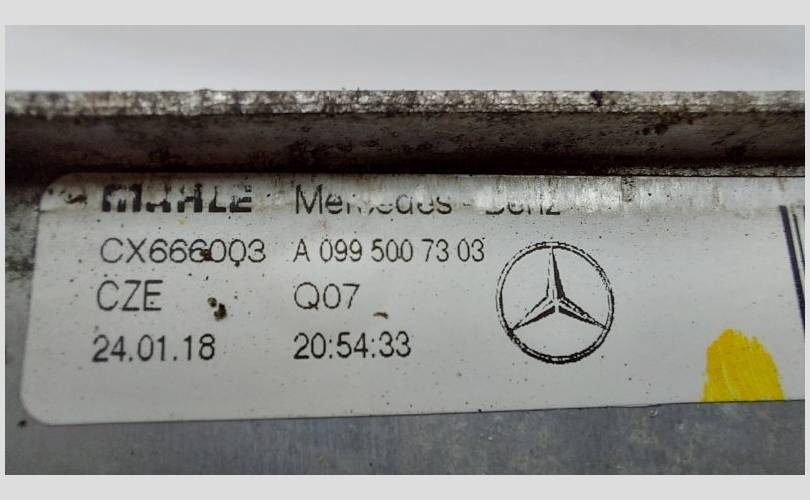 MAHLE Mercedes-Benz
CX666003 A 099 500 73 03
CZE Q07
24.01.18 20:54:33